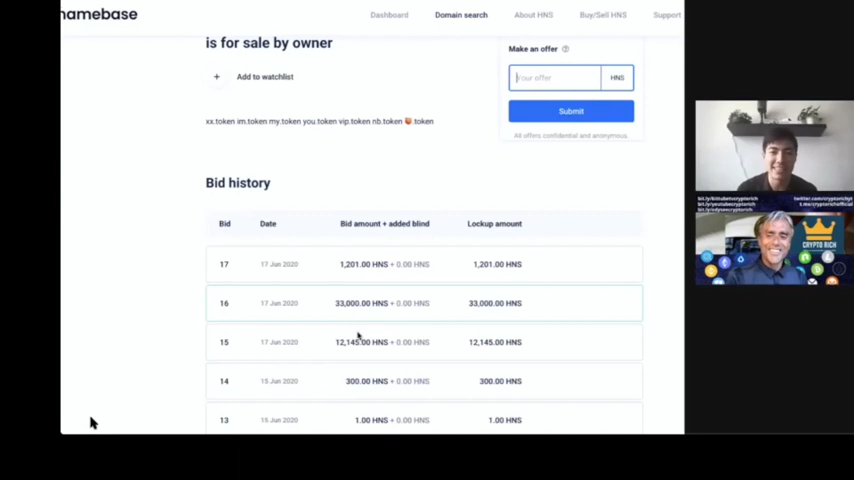 namebase
Dashboard Domain search About HNS Buy/Sell HNS Support
is for sale by owner
Make an offer
Your offer HNS
+ Add to watchlist
Submit
xx.token im.token my.token you.token vip.token nb.token .token
All offers confidential and anonymous.
Bid history
Bid Date Bid amount + added blind Lockup amount
17 17 Jun 2020 1,201.00 HNS + 0.00 HNS 1,201.00 HNS
16 17 Jun 2020 33,000.00 HNS + 0.00 HNS 33,000.00 HNS
15 17 Jun 2020 12,145.00 HNS + 0.00 HNS 12,145.00 HNS
14 15 Jun 2020 300.00 HNS + 0.00 HNS 300.00 HNS
13 15 Jun 2020 1.00 HNS + 0.00 HNS 1.00 HNS
CRYPTO RICH